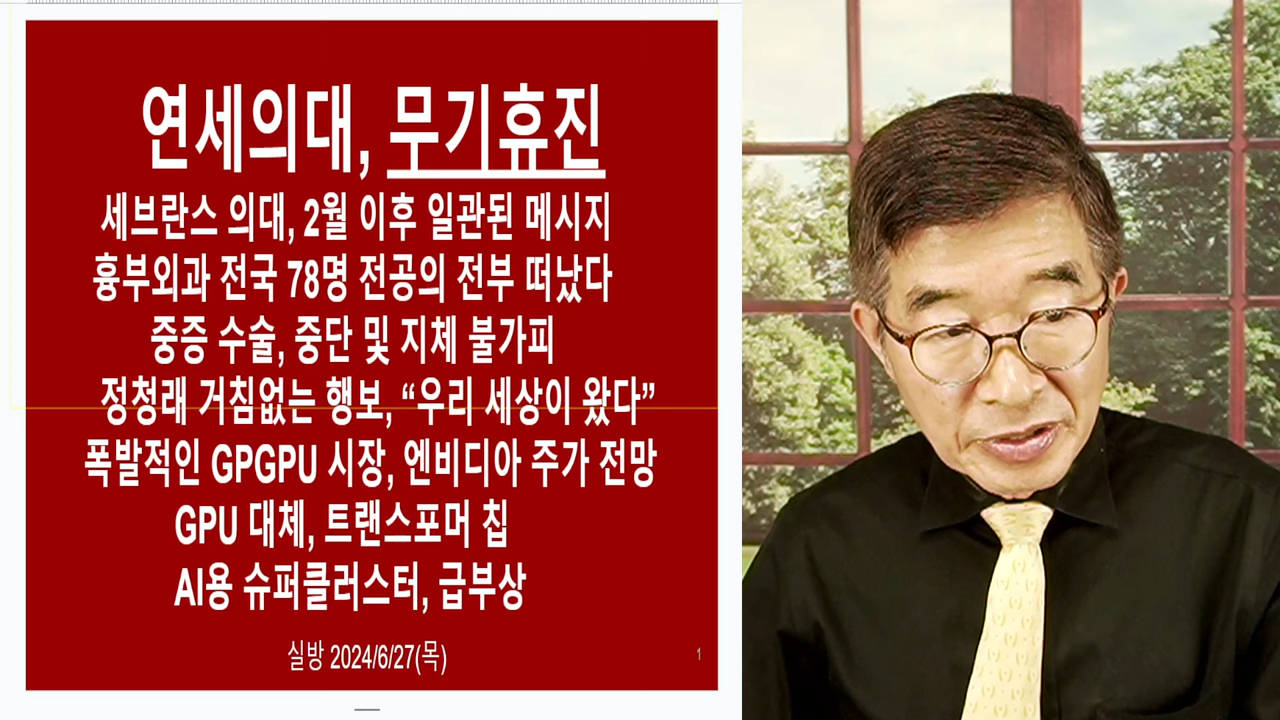 연세의대, 무기휴진
세브란스 의대, 2월 이후 일관된 메시지
흉부외과 전국 78명 전공의 전부 떠났다
중증 수술, 중단 및 지체 불가피
정청래 거침없는 행보, “우리 세상이 왔다”
폭발적인 GPGPU 시장, 엔비디아 주가 전망
GPU 대체, 트랜스포머 칩
AI용 슈퍼클러스터, 급부상
실방 2024/6/27(목)
1